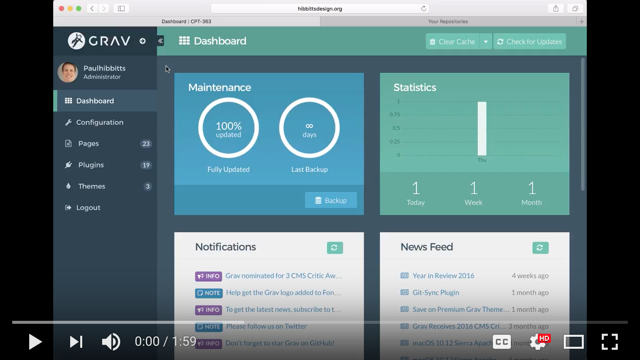 hibbittsdesign.org
Dashboard | CPT-363
Your Repositories
GRAV
Dashboard
Clear Cache
Check for Updates
Paulhibbitts
Administrator
Dashboard
Configuration
Pages 23
Plugins 19
Themes 3
Logout
Maintenance
100%
updated
∞
days
Fully Updated
Last Backup
Backup
Statistics
1
0.75
0.5
0.25
0
Thu
1 1 1
Today Week Month
Notifications
INFO Grav nominated for 3 CMS Critic Aw...
NOTE Help get the Grav logo added to Fon...
INFO To get the latest news, subscribe to t...
NOTE Please follow us on Twitter
INFO Don't forget to star Grav on GitHub!
News Feed
Year in Review 2016 4 weeks ago
Git-Sync Plugin 1 month ago
Save on Premium Grav Theme... 1 month ago
Grav Receives 2016 CMS Cri... 3 months ago
macOS 10.12 Sierra Apache ... months ago
0:00 / 1:59
CC
HD